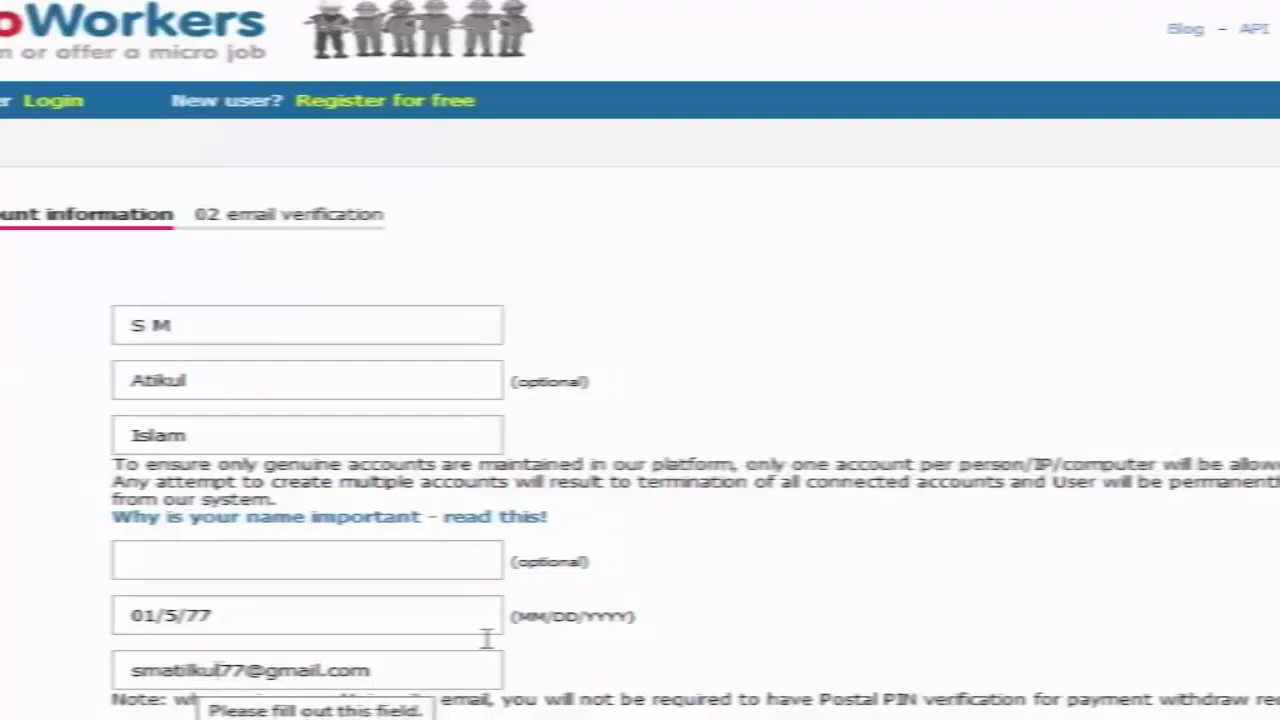 oWorkers
n or offer a micro job
Blog - API
er Login New user? Register for free
ount information 02 email verification
S M
Atikul (optional)
Islam
To ensure only genuine accounts are maintained in our platform, only one account per person/IP/computer will be allow
Any attempt to create multiple accounts will result to termination of all connected accounts and User will be permanent
from our system.
Why is your name important - read this!
(optional)
01/5/77 (MM/DD/YYYY)
smatilkul77@gmail.com
Note: email, you will not be required to have Postal PIN verification for payment withdraw re
Please fill out this field.